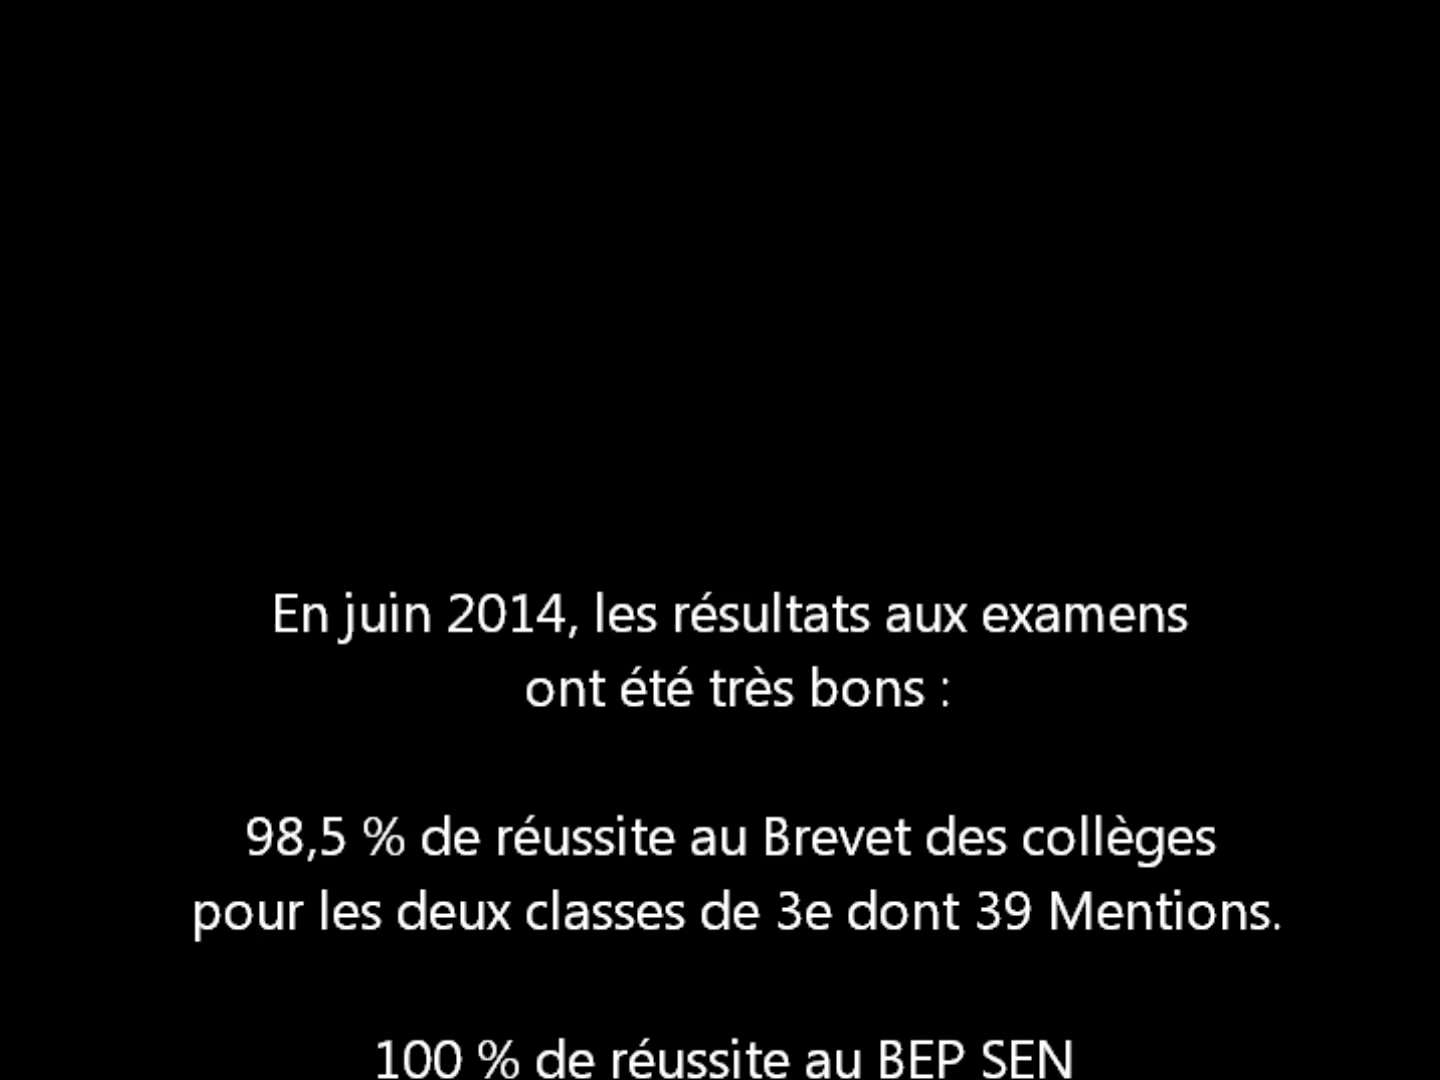 En juin 2014, les résultats aux examens
ont été très bons :
98,5 % de réussite au Brevet des collèges
pour les deux classes de 3e dont 39 Mentions.
100 % de réussite au BEP SEN